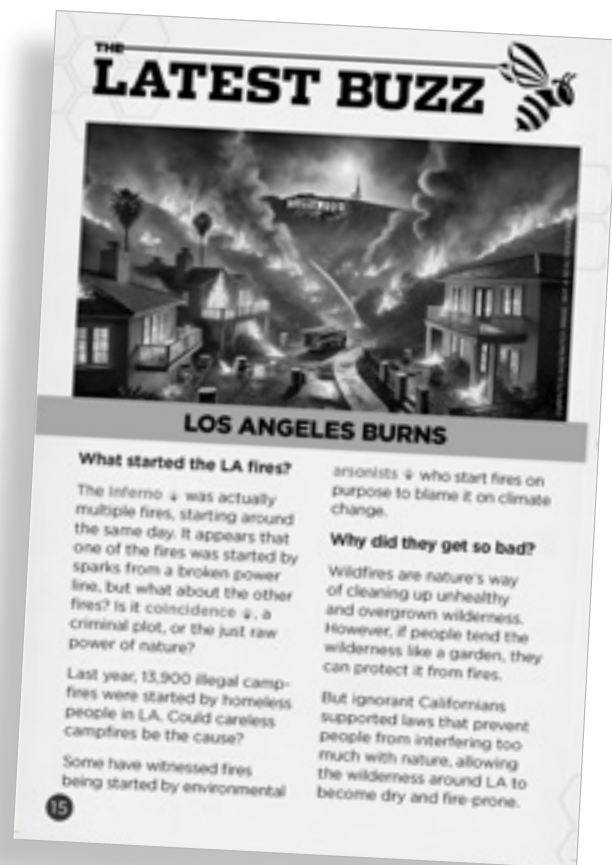 THE
LATEST BUZZ
HOLLYWOOD
LOS ANGELES BURNS
What started the LA fires?
The Inferno ↓ was actually
multiple fires, starting around
the same day. It appears that
one of the fires was started by
sparks from a broken power
line, but what about the other
fires? Is it coincidence ↓, a
criminal plot, or the just raw
power of nature?
Last year, 13,900 illegal camp-
fires were started by homeless
people in LA. Could careless
campfires be the cause?
Some have witnessed fires
being started by environmental
15
arsonists ↓ who start fires on
purpose to blame it on climate
change.
Why did they get so bad?
Wildfires are nature's way
of cleaning up unhealthy
and overgrown wilderness.
However, if people tend the
wilderness like a garden, they
can protect it from fires.
But ignorant Californians
supported laws that prevent
people from interfering too
much with nature, allowing
the wilderness around LA to
become dry and fire-prone.